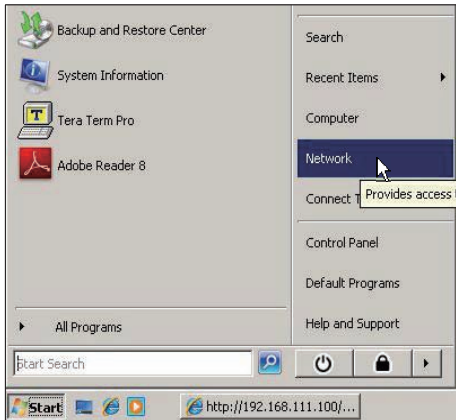 Backup and Restore Center
System Information
Tera Term Pro
Adobe Reader 8
All Programs
Start Search
Search
Recent Items
Computer
Network
Provides access
Connect T
Control Panel
Default Programs
Help and Support
Start
http://192.168.111.100/...